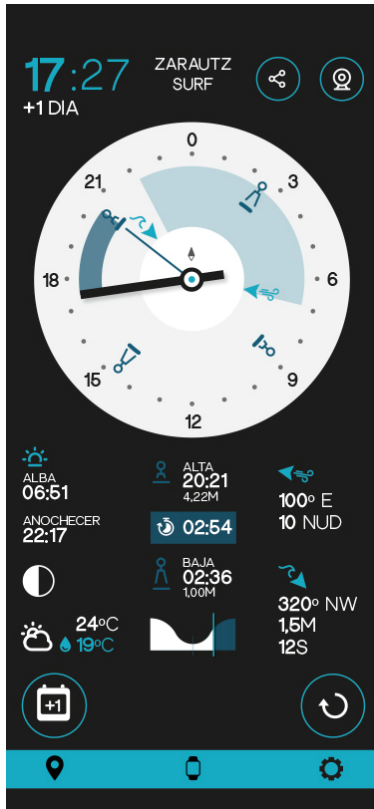 17:27
+1 DIA
ZARAUTZ
SURF
0
3
6
9
12
15
18
21
ALBA
06:51
ANOCHECER
22:17
24ºC
19ºC
ALTA
20:21
4,22M
02:54
BAJA
02:36
1,00M
100º E
10 NUD
320º NW
1,5M
12S
+1